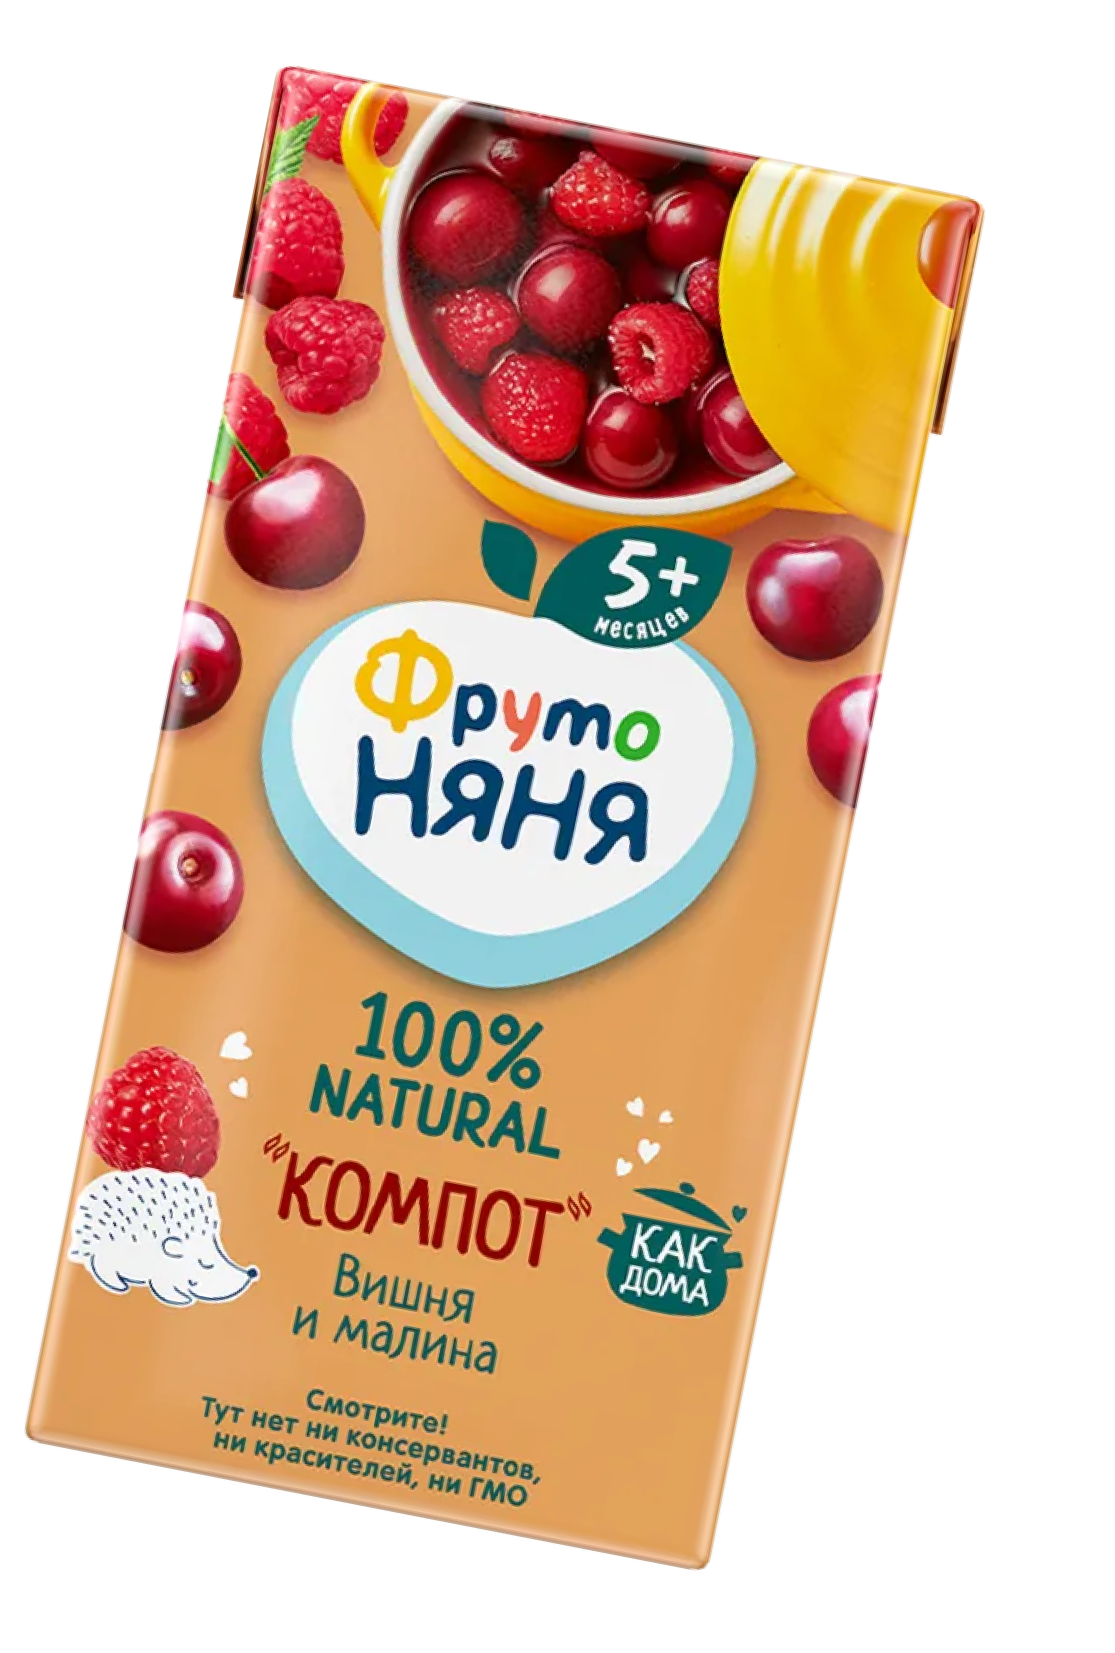 5+
месяцев
Фруто
Няня
100%
NATURAL
"КОМПОТ"
Вишня
и малина
КАК
ДОМА
Смотрите!
Тут нет ни консервантов,
ни красителей, ни ГМО